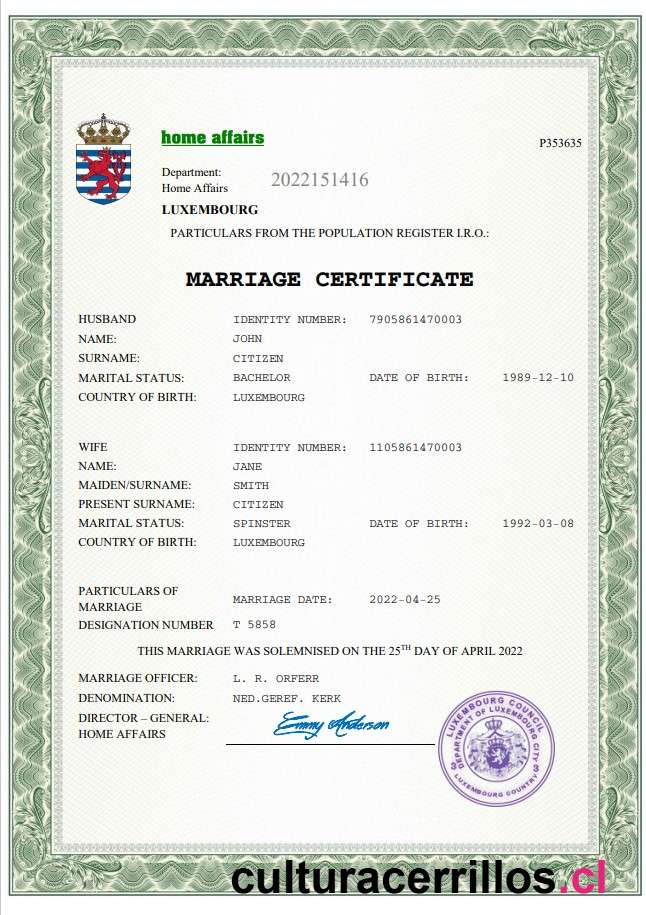 home affairs
P353635
Department:
Home Affairs
2022151416
LUXEMBOURG
PARTICULARS FROM THE POPULATION REGISTER I.R.O.:
MARRIAGE CERTIFICATE
HUSBAND IDENTITY NUMBER: 7905861470003
NAME: JOHN
SURNAME: CITIZEN
MARITAL STATUS: BACHELOR DATE OF BIRTH: 1989-12-10
COUNTRY OF BIRTH: LUXEMBOURG
WIFE IDENTITY NUMBER: 1105861470003
NAME: JANE
MAIDEN/SURNAME: SMITH
PRESENT SURNAME: CITIZEN
MARITAL STATUS: SPINSTER DATE OF BIRTH: 1992-03-08
COUNTRY OF BIRTH: LUXEMBOURG
PARTICULARS OF
MARRIAGE MARRIAGE DATE: 2022-04-25
DESIGNATION NUMBER T 5858
THIS MARRIAGE WAS SOLEMNISED ON THE 25TH DAY OF APRIL 2022
MARRIAGE OFFICER: L. R. ORFERR
DENOMINATION: NED.GEREF. KERK
DIRECTOR – GENERAL:
HOME AFFAIRS
Emmy Anderson
LUXEMBOURG COUNCIL
DEPARTMENT OF LUXEMBOURG CITY
LUXEMBOURG COUNTRY
culturacerrillos.cl